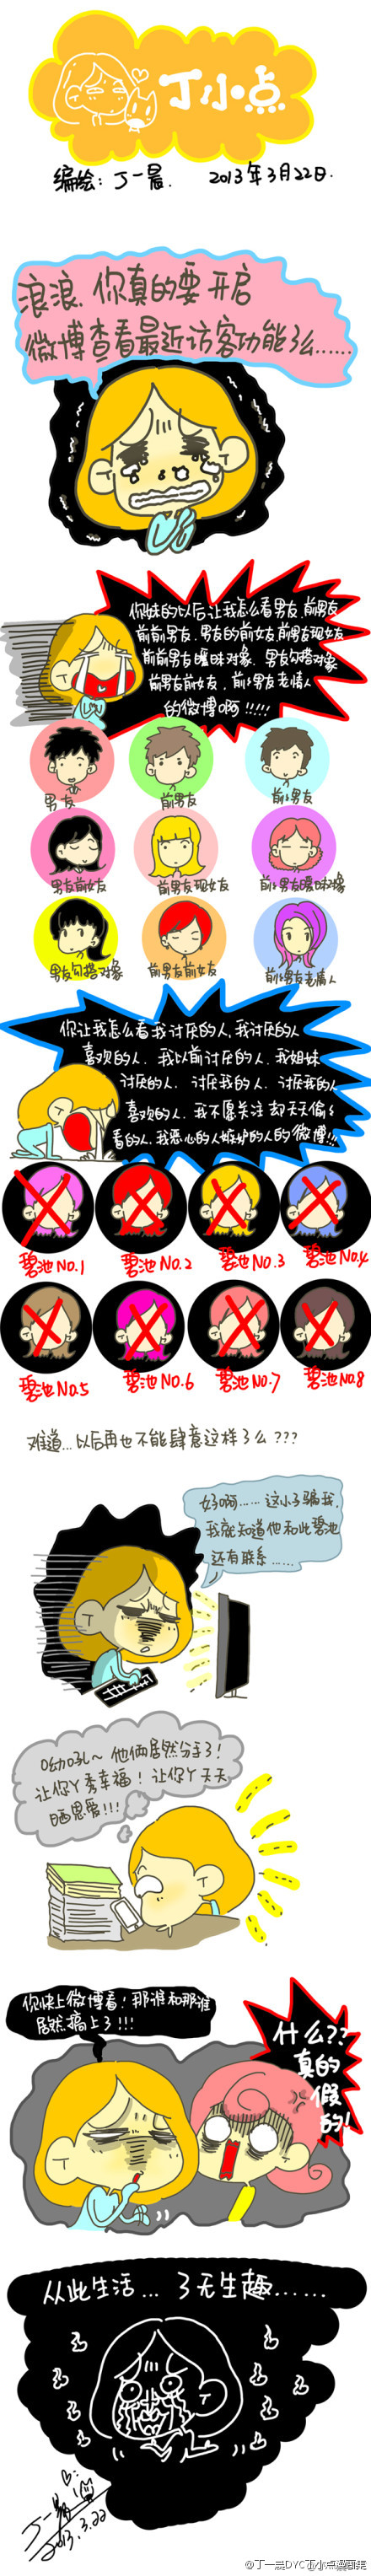 丁小点
编绘：丁一晨.  2013年3月22日.
浪浪.你真的要开启
微博查看最近访客功能了么……
你妹的以后让我怎么看男友.前男友
前前男友.男友的前女友.前男友现女友
前前男友暧昧对象.男友勾搭对象
前男友前女友.前前男友老情人
的微博啊!!!!!
男友
前男友
前前男友
男友前女友
前男友现女友
前前男友暧昧对象
男友勾搭对象
前男友前女友
前前男友老情人
你让我怎么看我讨厌的人,我讨厌的人
喜欢的人.我以前讨厌的人.我姐妹
讨厌的人.讨厌我的人.讨厌我的人
喜欢的人.我不愿关注却天天偷偷
看的人.我恶心的人嫉妒的人的微博!!
碧池No.1
碧池No.2
碧池No.3
碧池No.4
碧池No.5
碧池No.6
碧池No.7
碧池No.8
难道...以后再也不能肆意这样了么???
好啊……这小子骗我.
我就知道他和此碧池
还有联系……
呦吼~他俩居然分手了!
让你丫秀幸福!让你丫天天
晒恩爱!!!
你快上微博看!那谁和那谁
居然搞上了!!!
什么??
真的
假
的!
从此生活...了无生趣……
丁一晨
2013.3.22
@丁一晨DYC丁小点漫画集